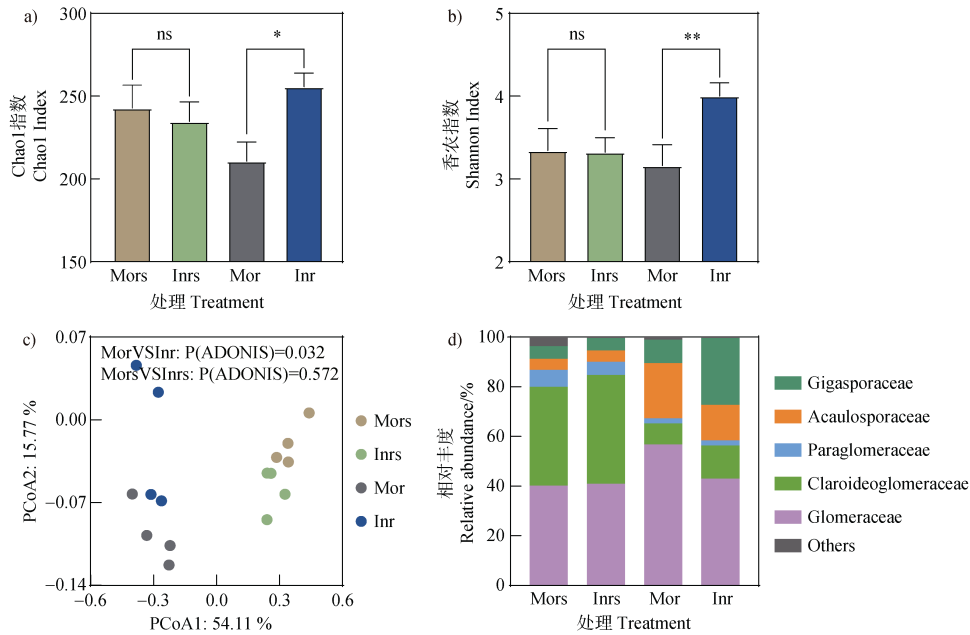 a)
Chao1指数
Chao1 Index
300
250
200
150
ns
*
Mors Inrs Mor Inr
处理 Treatment
b)
香农指数
Shannon Index
5
4
3
2
ns
**
Mors Inrs Mor Inr
处理 Treatment
c)
MorVSInr: P(ADONIS)=0.032
MorsVSInrs: P(ADONIS)=0.572
PCoA2: 15.77 %
0.07
0.00
−0.07
−0.14
−0.6 −0.3 0.0 0.3 0.6
PCoA1: 54.11 %
Mors
Inrs
Mor
Inr
d)
相对丰度
Relative abundance/%
100
80
60
40
20
0
Mors Inrs Mor Inr
处理 Treatment
Gigasporaceae
Acaulosporaceae
Paraglomeraceae
Claroideoglomeraceae
Glomeraceae
Others